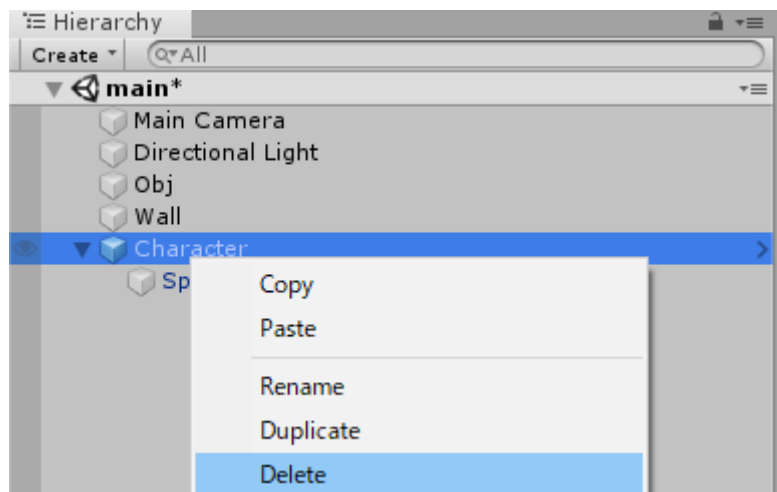 Hierarchy
Create All
main*
Main Camera
Directional Light
Obj
Wall
Character
Sp
Copy
Paste
Rename
Duplicate
Delete